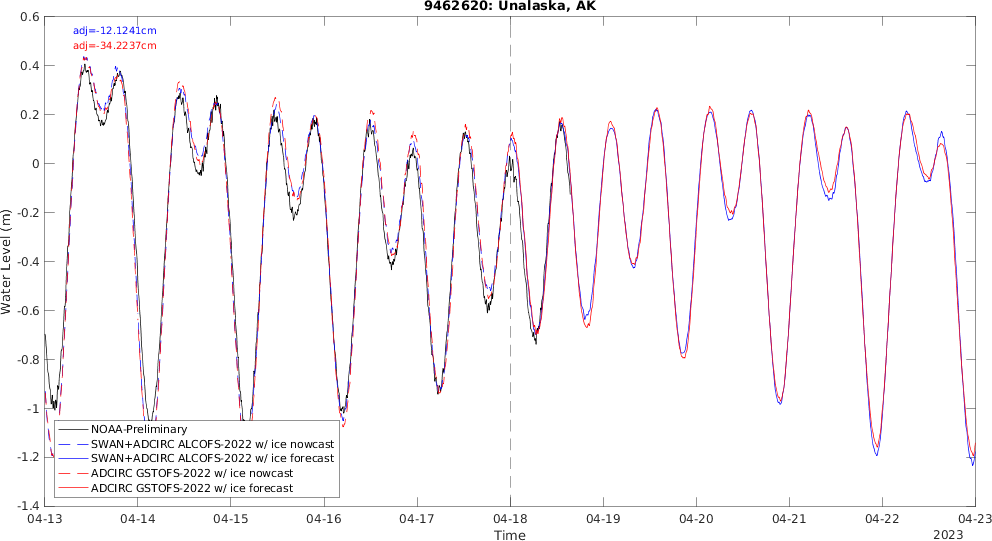 9462620: Unalaska, AK
adj=-12.1241cm
adj=-34.2237cm
0.6
0.4
0.2
0
-0.2
-0.4
-0.6
-0.8
-1
-1.2
-1.4
Water Level (m)
NOAA-Preliminary
SWAN+ADCIRC ALCOFS-2022 w/ ice nowcast
SWAN+ADCIRC ALCOFS-2022 w/ ice forecast
ADCIRC GSTOFS-2022 w/ ice nowcast
ADCIRC GSTOFS-2022 w/ ice forecast
04-13 04-14 04-15 04-16 04-17 04-18 04-19 04-20 04-21 04-22 04-23
Time
2023